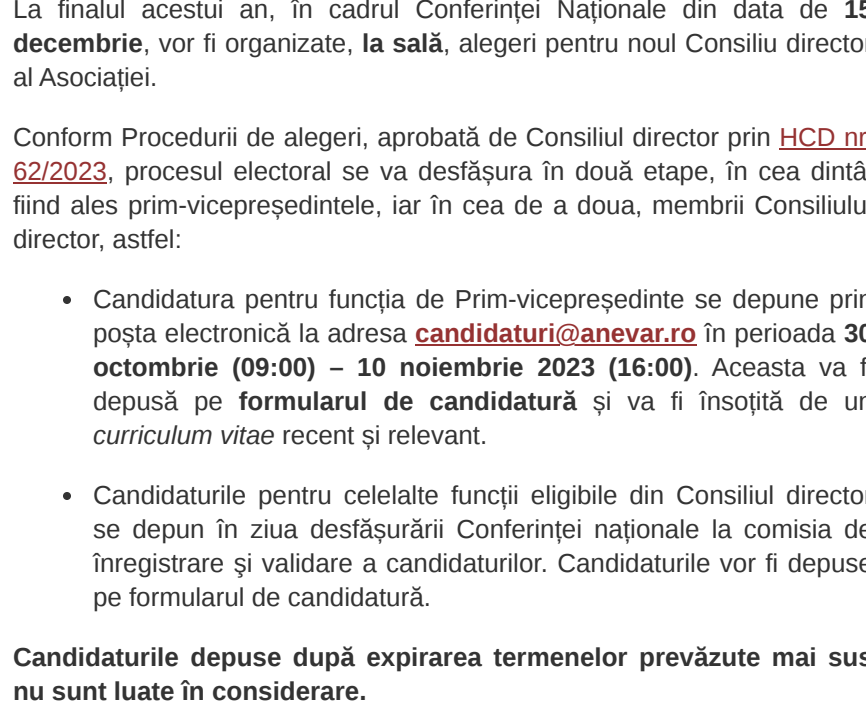 La finalul acestui an, în cadrul Conferinței Naționale din data de 15
decembrie, vor fi organizate, la sală, alegeri pentru noul Consiliu director
al Asociației.
Conform Procedurii de alegeri, aprobată de Consiliul director prin HCD nr
62/2023, procesul electoral se va desfășura în două etape, în cea dintâ
fiind ales prim-vicepreședintele, iar în cea de a doua, membrii Consiliulu
director, astfel:
• Candidatura pentru funcția de Prim-vicepreședinte se depune prin
poșta electronică la adresa candidaturi@anevar.ro în perioada 30
octombrie (09:00) – 10 noiembrie 2023 (16:00). Aceasta va f
depusă pe formularul de candidatură și va fi însoțită de un
curriculum vitae recent și relevant.
• Candidaturile pentru celelalte funcții eligibile din Consiliul director
se depun în ziua desfășurării Conferinței naționale la comisia de
înregistrare şi validare a candidaturilor. Candidaturile vor fi depuse
pe formularul de candidatură.
Candidaturile depuse după expirarea termenelor prevăzute mai sus
nu sunt luate în considerare.